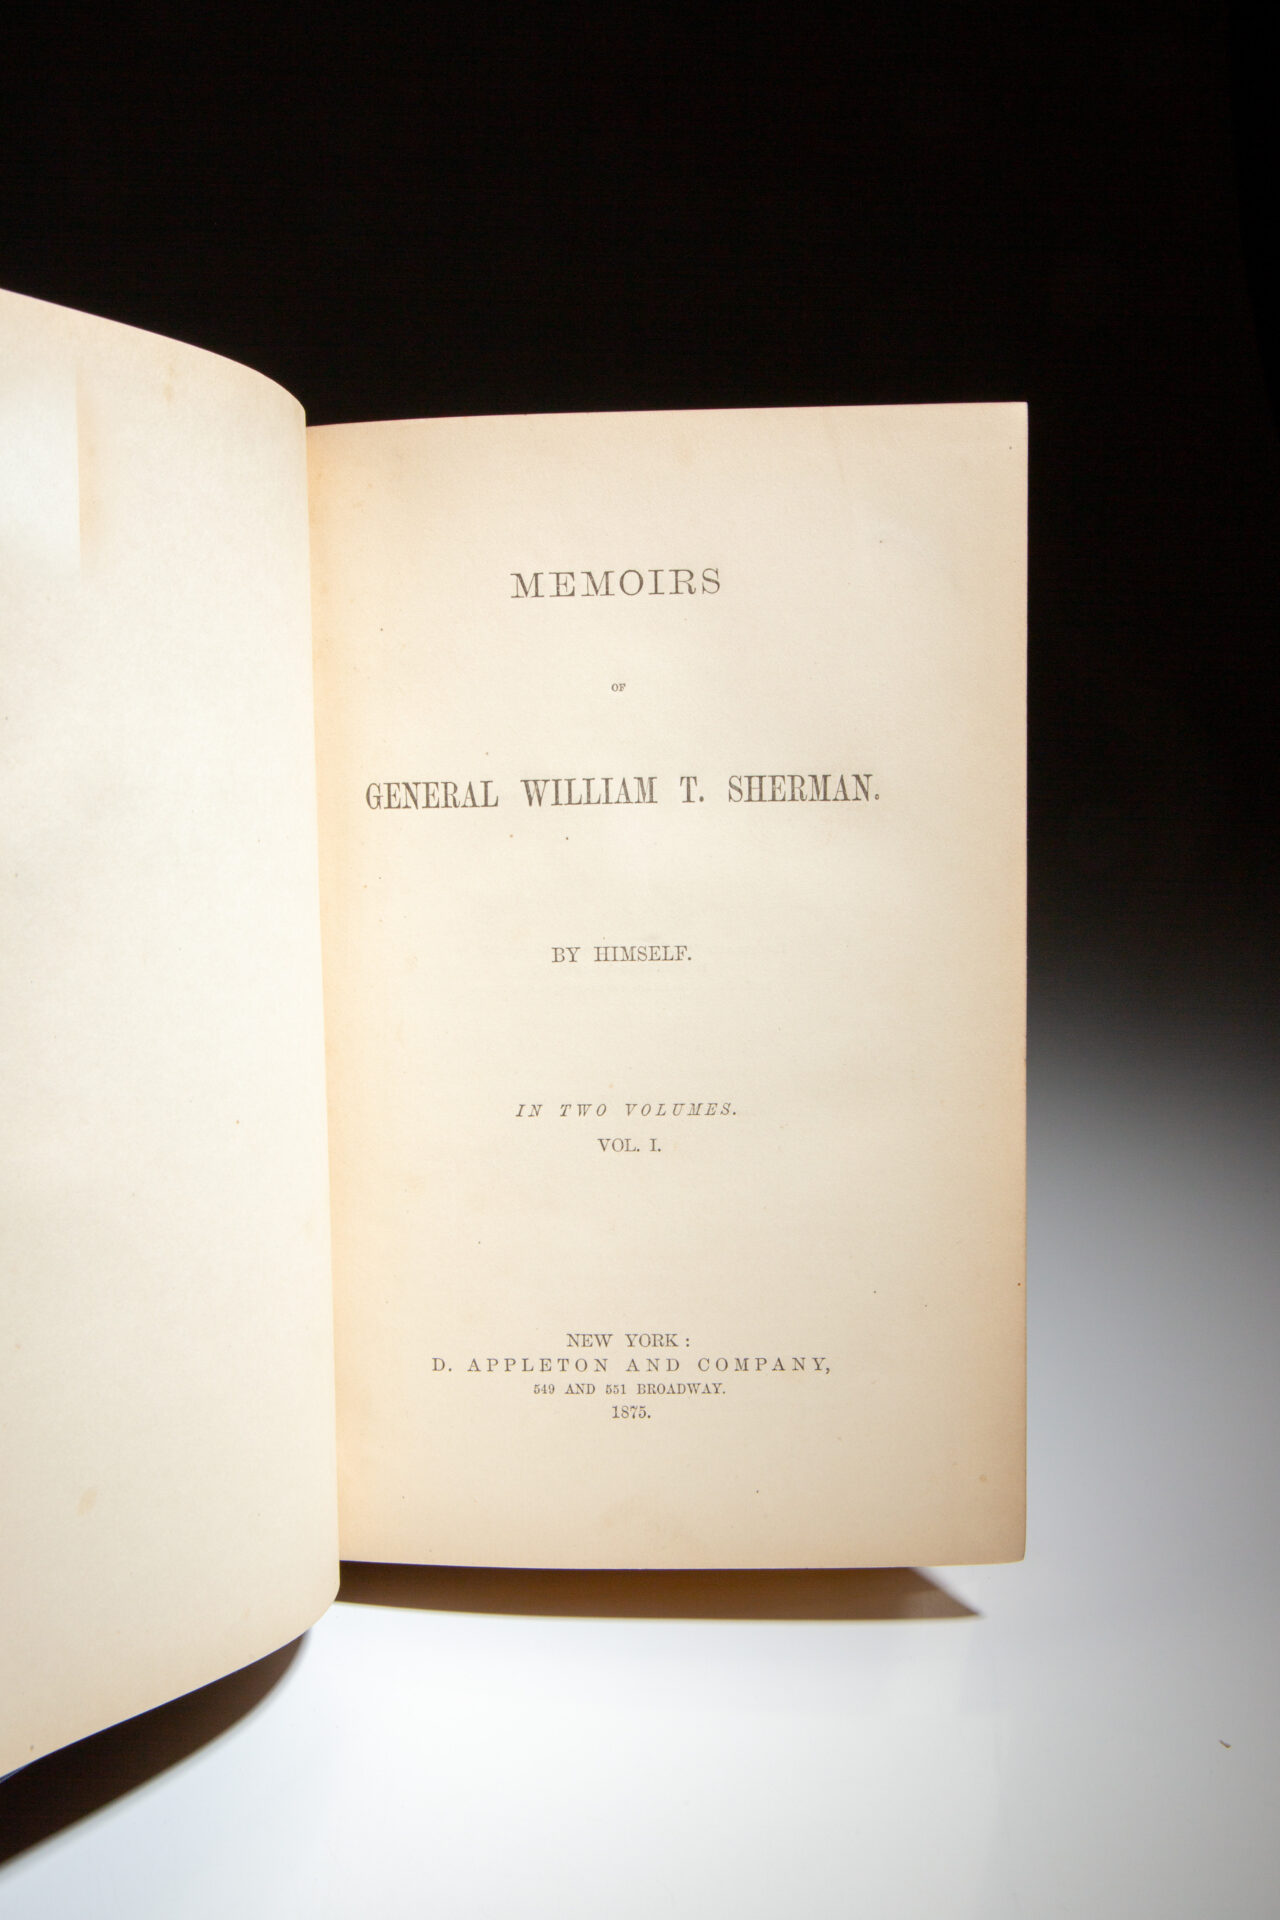 MEMOIRS
OF
GENERAL WILLIAM T. SHERMAN.
BY HIMSELF.
IN TWO VOLUMES.
VOL. I.
NEW YORK:
D. APPLETON AND COMPANY,
549 AND 551 BROADWAY.
1875.